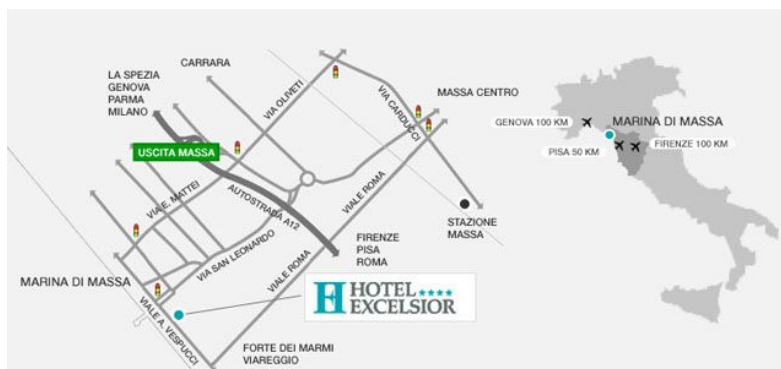 CARRARA
LA SPEZIA
GENOVA
PARMA
MILANO
VIA OLIVETI
VIA CARDUCCI
MASSA CENTRO
USCITA MASSA
VIA E. MATTEI
AUTOSTRADA A12
VIALE ROMA
STAZIONE
MASSA
VIA SAN LEONARDO
VIALE ROMA
FIRENZE
PISA
ROMA
MARINA DI MASSA
VIALE A. VESPUCCI
HOTEL ★★★★
EXCELSIOR
FORTE DEI MARMI
VIAREGGIO
GENOVA 100 KM
MARINA DI MASSA
PISA 50 KM
FIRENZE 100 KM